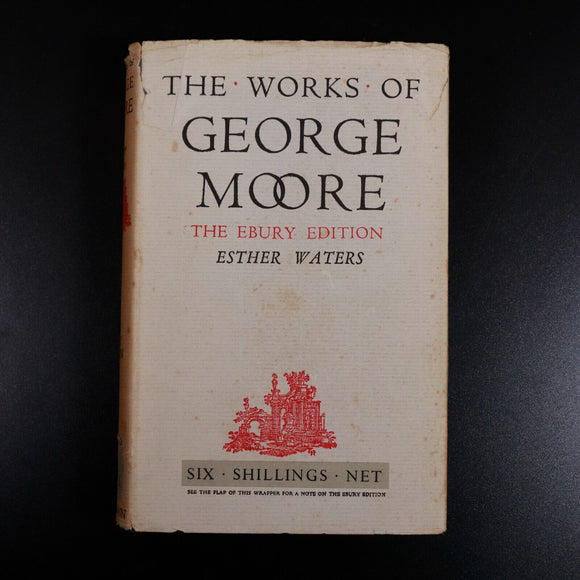 THE · WORKS · OF
GEORGE
MOORE
THE EBURY EDITION
ESTHER WATERS
SIX · SHILLINGS · NET
SEE THE FLAP OF THIS WRAPPER FOR A NOTE ON THE EBURY EDITION